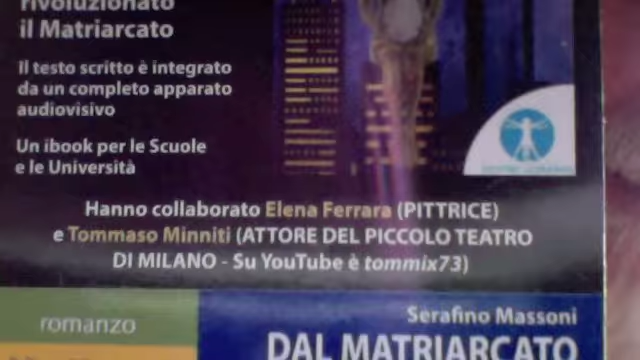 rivoluzionato
il Matriarcato
Il testo scritto è integrato
da un completo apparato
audiovisivo
Un ibook per le Scuole
e le Università
Hanno collaborato Elena Ferrara (PITTRICE)
e Tommaso Minniti (ATTORE DEL PICCOLO TEATRO
DI MILANO - Su YouTube è tommix73)
romanzo
Serafino Massoni
DAL MATRIARCATO